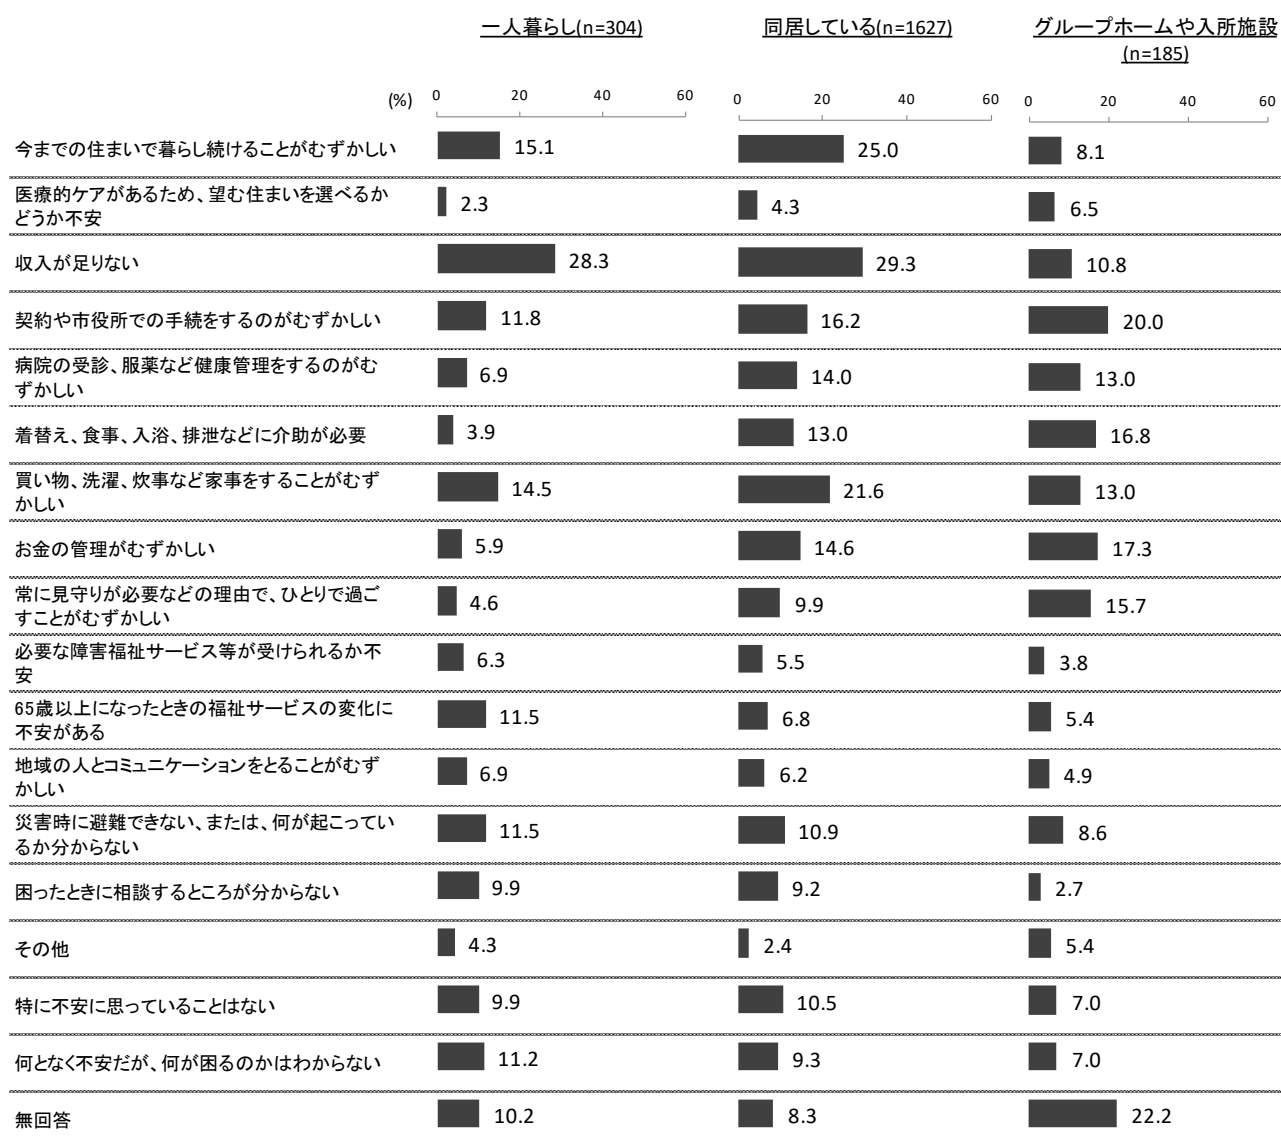 一人暮らし(n=304)
同居している(n=1627)
グループホームや入所施設
(n=185)
(%) 0 20 40 60 0 20 40 60 0 20 40 60
今までの住まいで暮らし続けることがむずかしい 15.1 25.0 8.1
医療的ケアがあるため、望む住まいを選べるか
どうか不安 2.3 4.3 6.5
収入が足りない 28.3 29.3 10.8
契約や市役所での手続をするのがむずかしい 11.8 16.2 20.0
病院の受診、服薬など健康管理をするのがむ
ずかしい 6.9 14.0 13.0
着替え、食事、入浴、排泄などに介助が必要 3.9 13.0 16.8
買い物、洗濯、炊事など家事をすることがむず
かしい 14.5 21.6 13.0
お金の管理がむずかしい 5.9 14.6 17.3
常に見守りが必要などの理由で、ひとりで過ご
すことがむずかしい 4.6 9.9 15.7
必要な障害福祉サービス等が受けられるか不
安 6.3 5.5 3.8
65歳以上になったときの福祉サービスの変化に
不安がある 11.5 6.8 5.4
地域の人とコミュニケーションをとることがむず
かしい 6.9 6.2 4.9
災害時に避難できない、または、何が起こってい
るか分からない 11.5 10.9 8.6
困ったときに相談するところが分からない 9.9 9.2 2.7
その他 4.3 2.4 5.4
特に不安に思っていることはない 9.9 10.5 7.0
何となく不安だが、何が困るのかはわからない 11.2 9.3 7.0
無回答 10.2 8.3 22.2